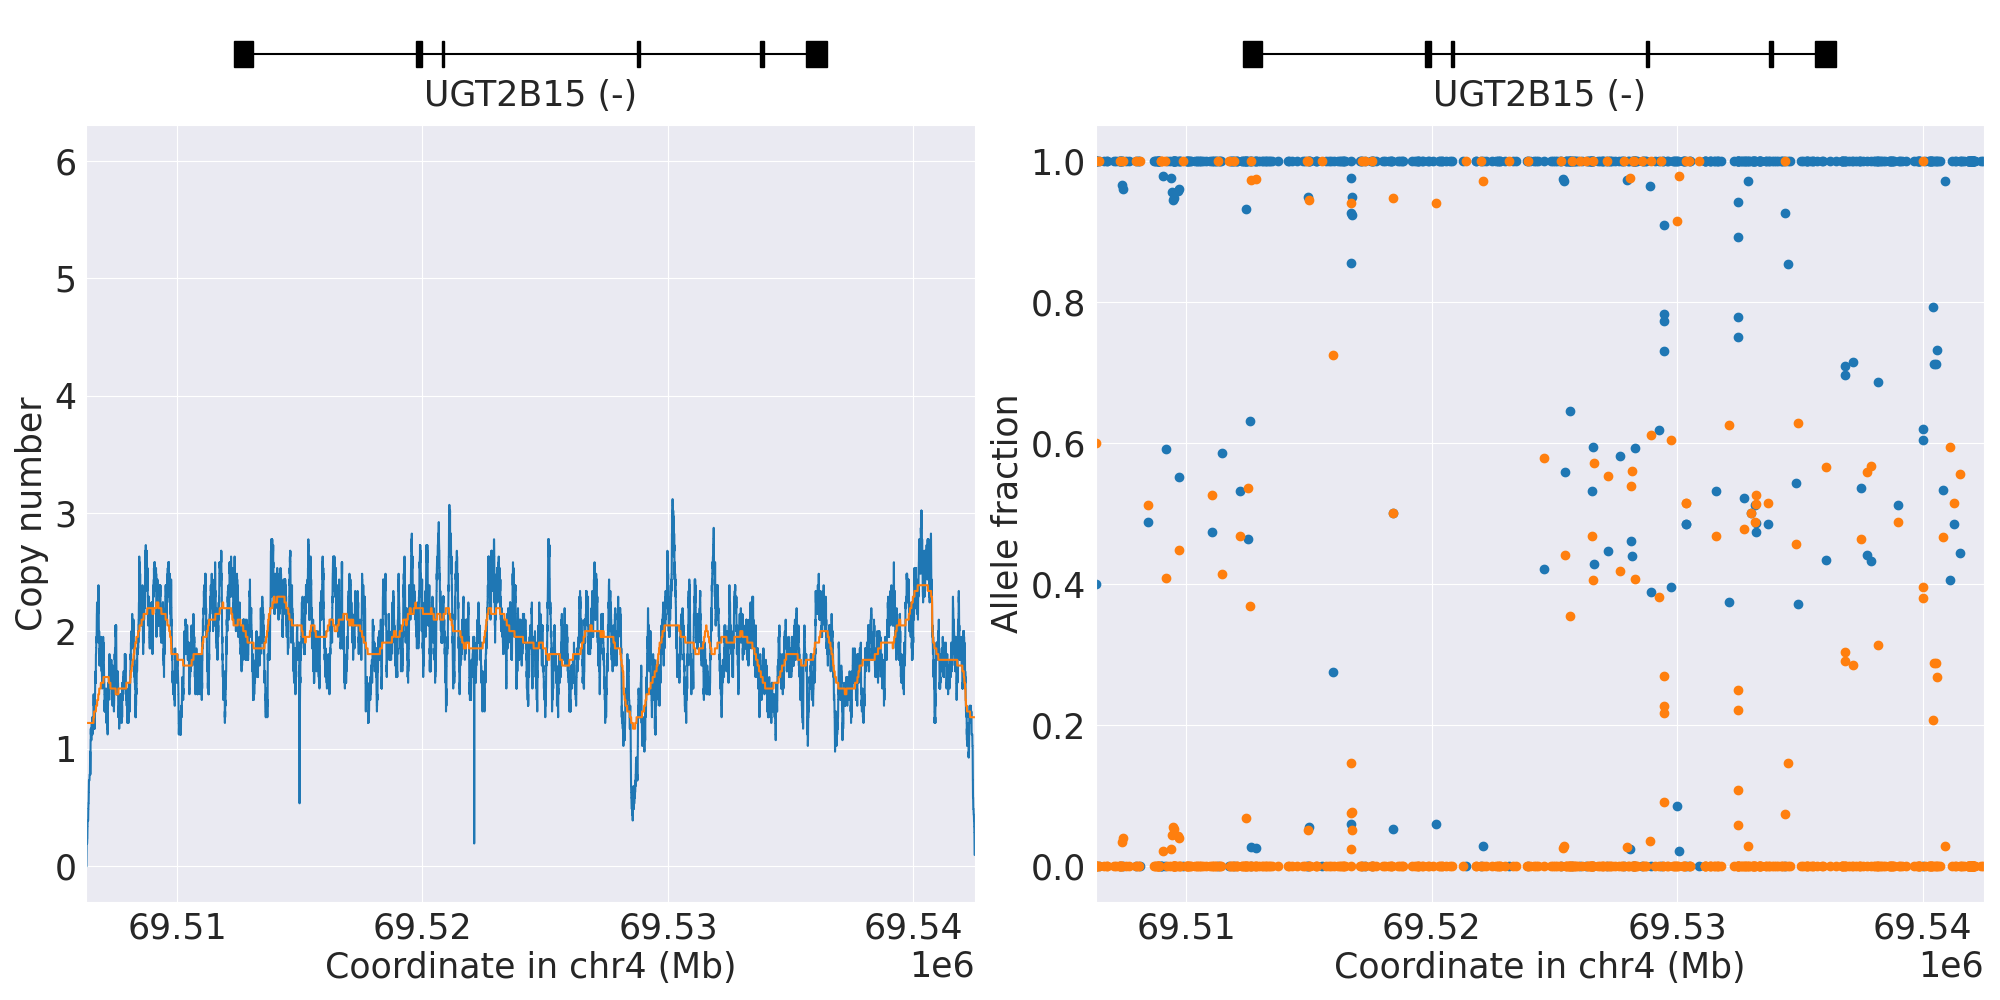 UGT2B15 (-)
6
5
4
3
2
1
0
Copy number
69.51 69.52 69.53 69.54
Coordinate in chr4 (Mb) 1e6
UGT2B15 (-)
1.0
0.8
0.6
0.4
0.2
0.0
Allele fraction
69.51 69.52 69.53 69.54
Coordinate in chr4 (Mb) 1e6